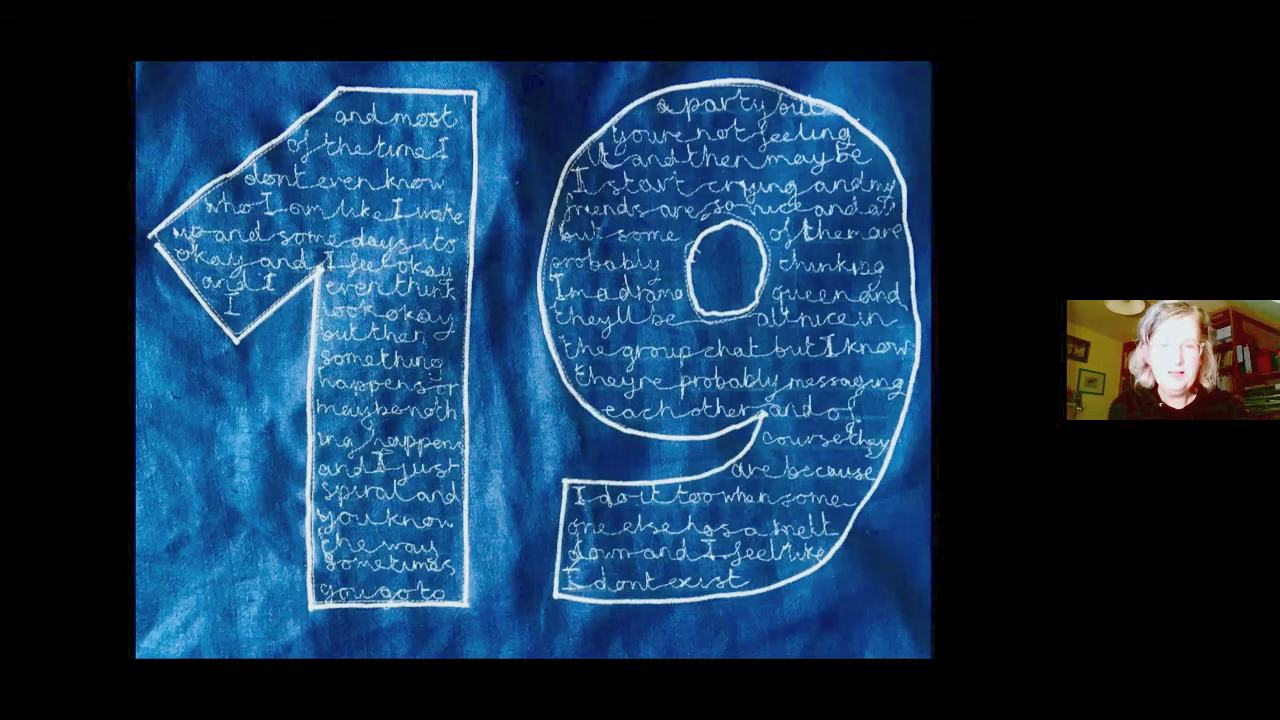 19
and most
of the time I
dont even know
who I am like I wake
up and some days its
okay and I feel okay
and I even think
I look okay
but then
something
happens or
maybe noth
ing happens
and I just
spiral and
you know
the way
sometimes
you go to
a party but
youre not feeling
it and then maybe
I start crying and my
friends are so nice and all
but some of them are
probably thinking
Im a drama queen and
theyll be all nice in
the group chat but I know
theyre probably messaging
each other and of
course they
are because
I do it too when some
one else has a melt
down and I feel like
I dont exist